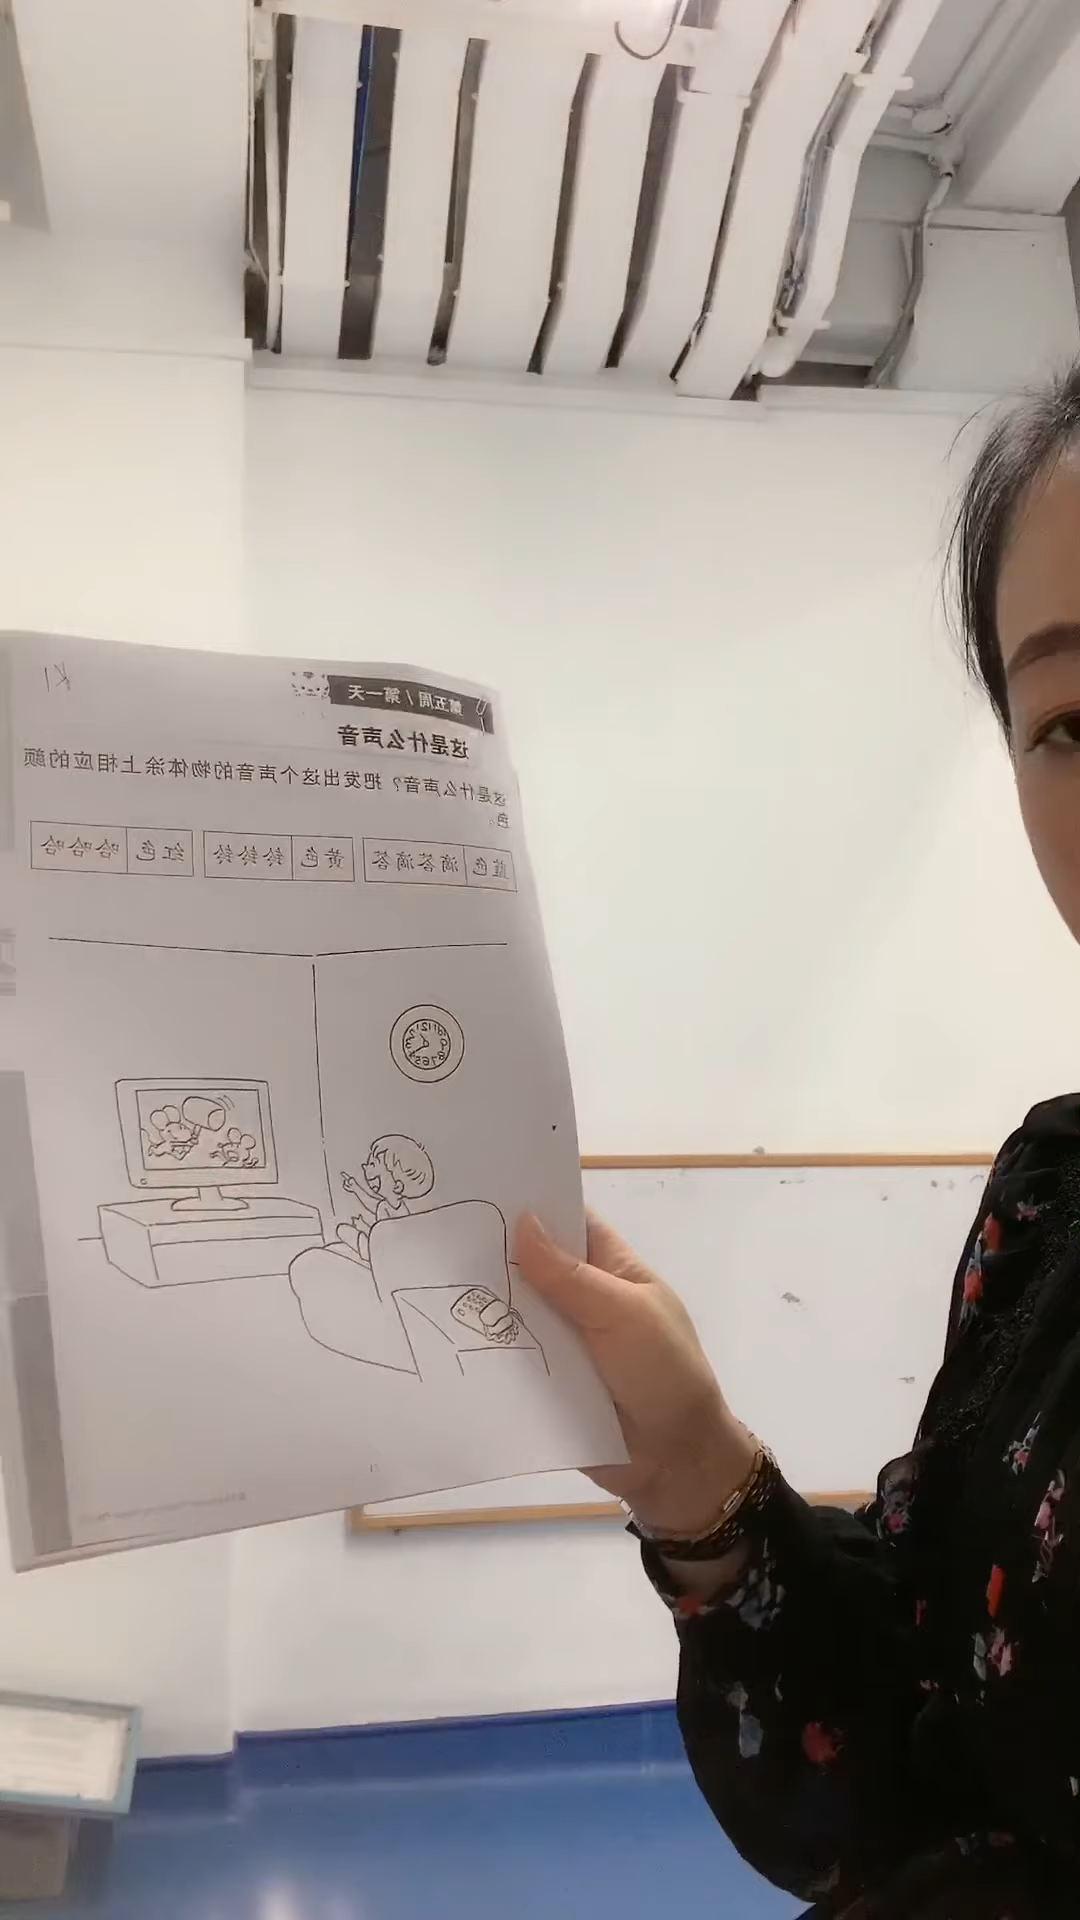 K1
第五周 / 第一天
这是什么声音
这是什么声音？把发出这个声音的物体涂上相应的颜
色。
蓝色 滴答滴答 黄色 铃铃铃 红色 哈哈哈